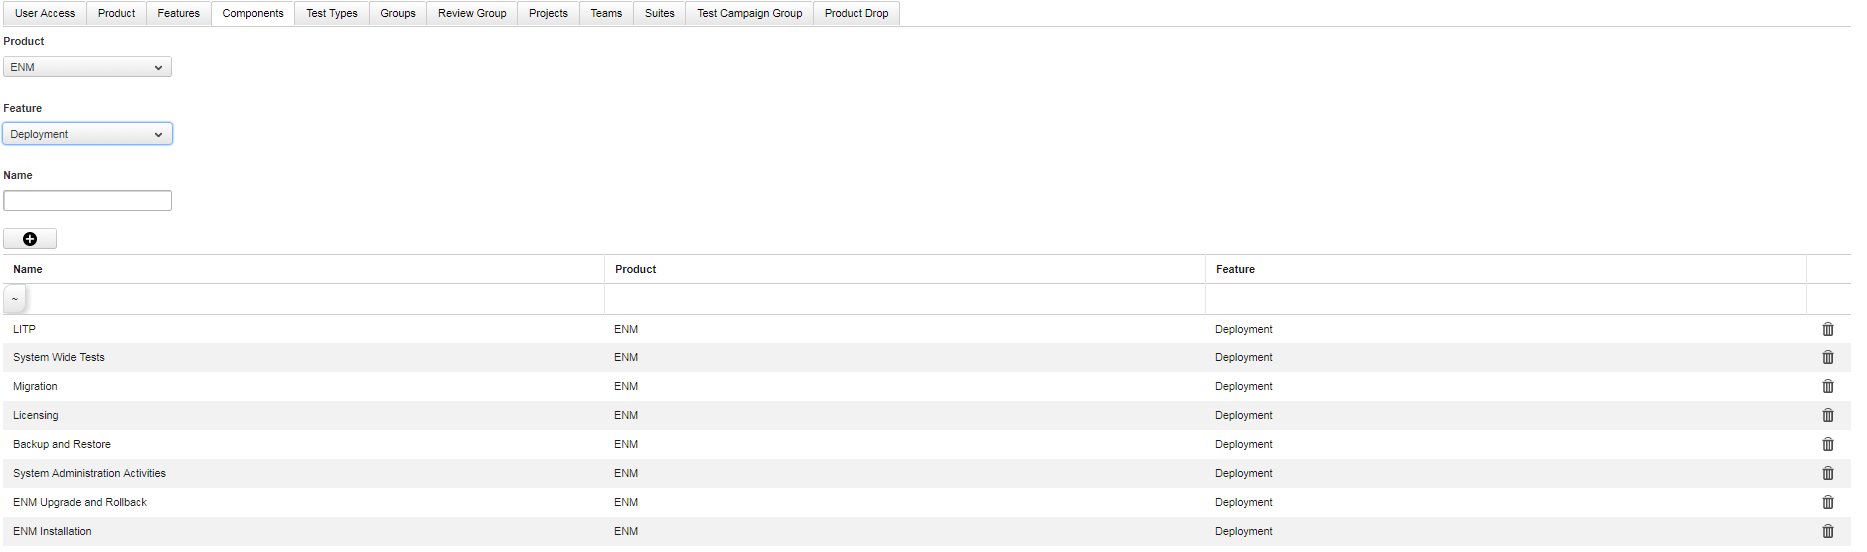 User Access Product Features Components Test Types Groups Review Group Projects Teams Suites Test Campaign Group Product Drop
Product
ENM
Feature
Deployment
Name
Name Product Feature
~
LITP ENM Deployment
System Wide Tests ENM Deployment
Migration ENM Deployment
Licensing ENM Deployment
Backup and Restore ENM Deployment
System Administration Activities ENM Deployment
ENM Upgrade and Rollback ENM Deployment
ENM Installation ENM Deployment